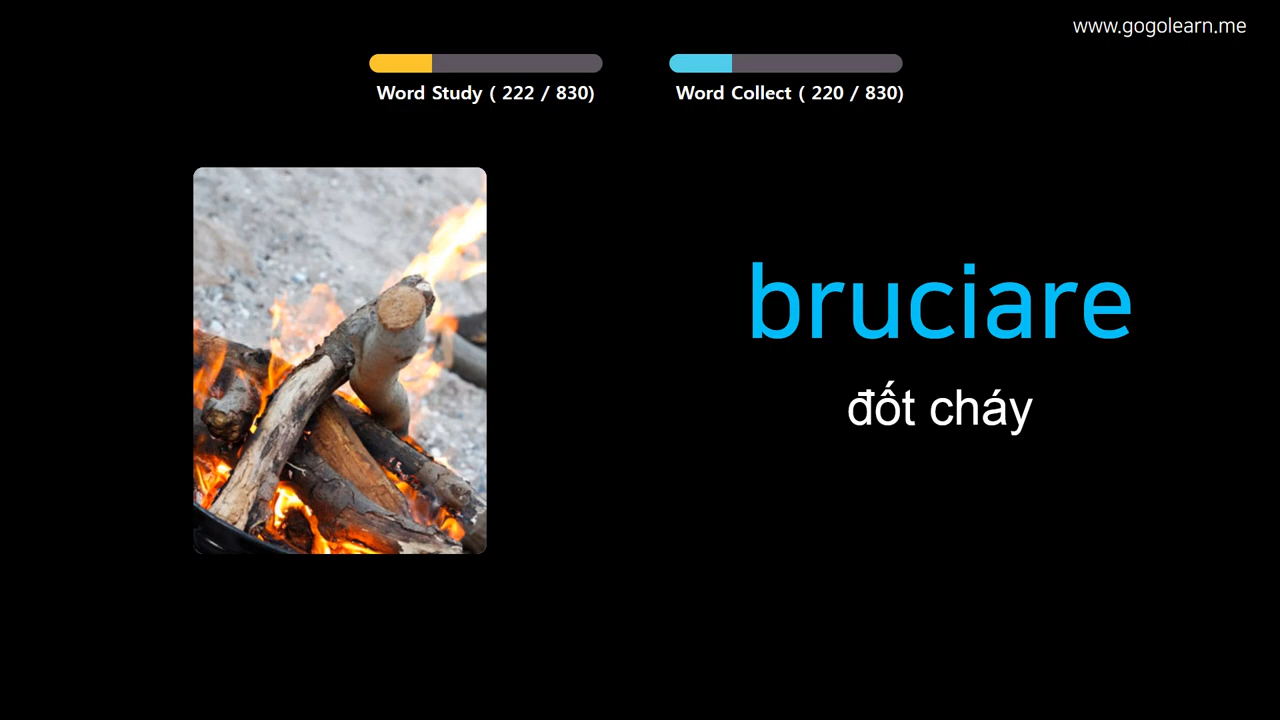 www.gogolearn.me
Word Study ( 222 / 830)
Word Collect ( 220 / 830)
bruciare
đốt cháy